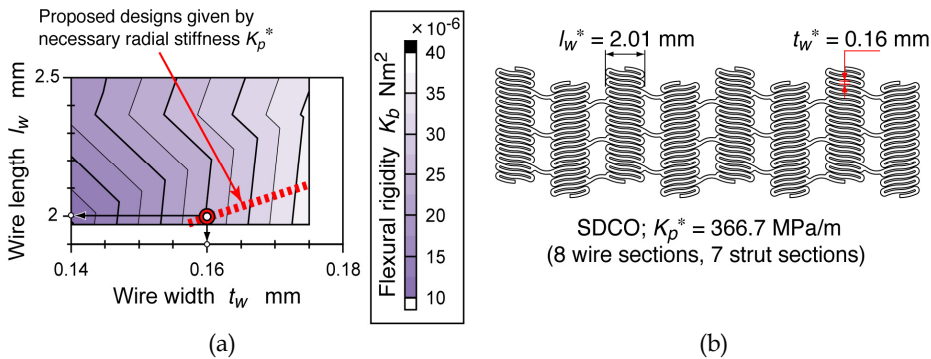 Proposed designs given by
necessary radial stiffness Kp*
× 10-6
40
35
30
25
20
15
10
Flexural rigidity Kb Nm2
2.5
2
Wire length lw mm
0.14
0.16
0.18
Wire width tw mm
(a)
lw* = 2.01 mm
tw* = 0.16 mm
SDCO; Kp* = 366.7 MPa/m
(8 wire sections, 7 strut sections)
(b)